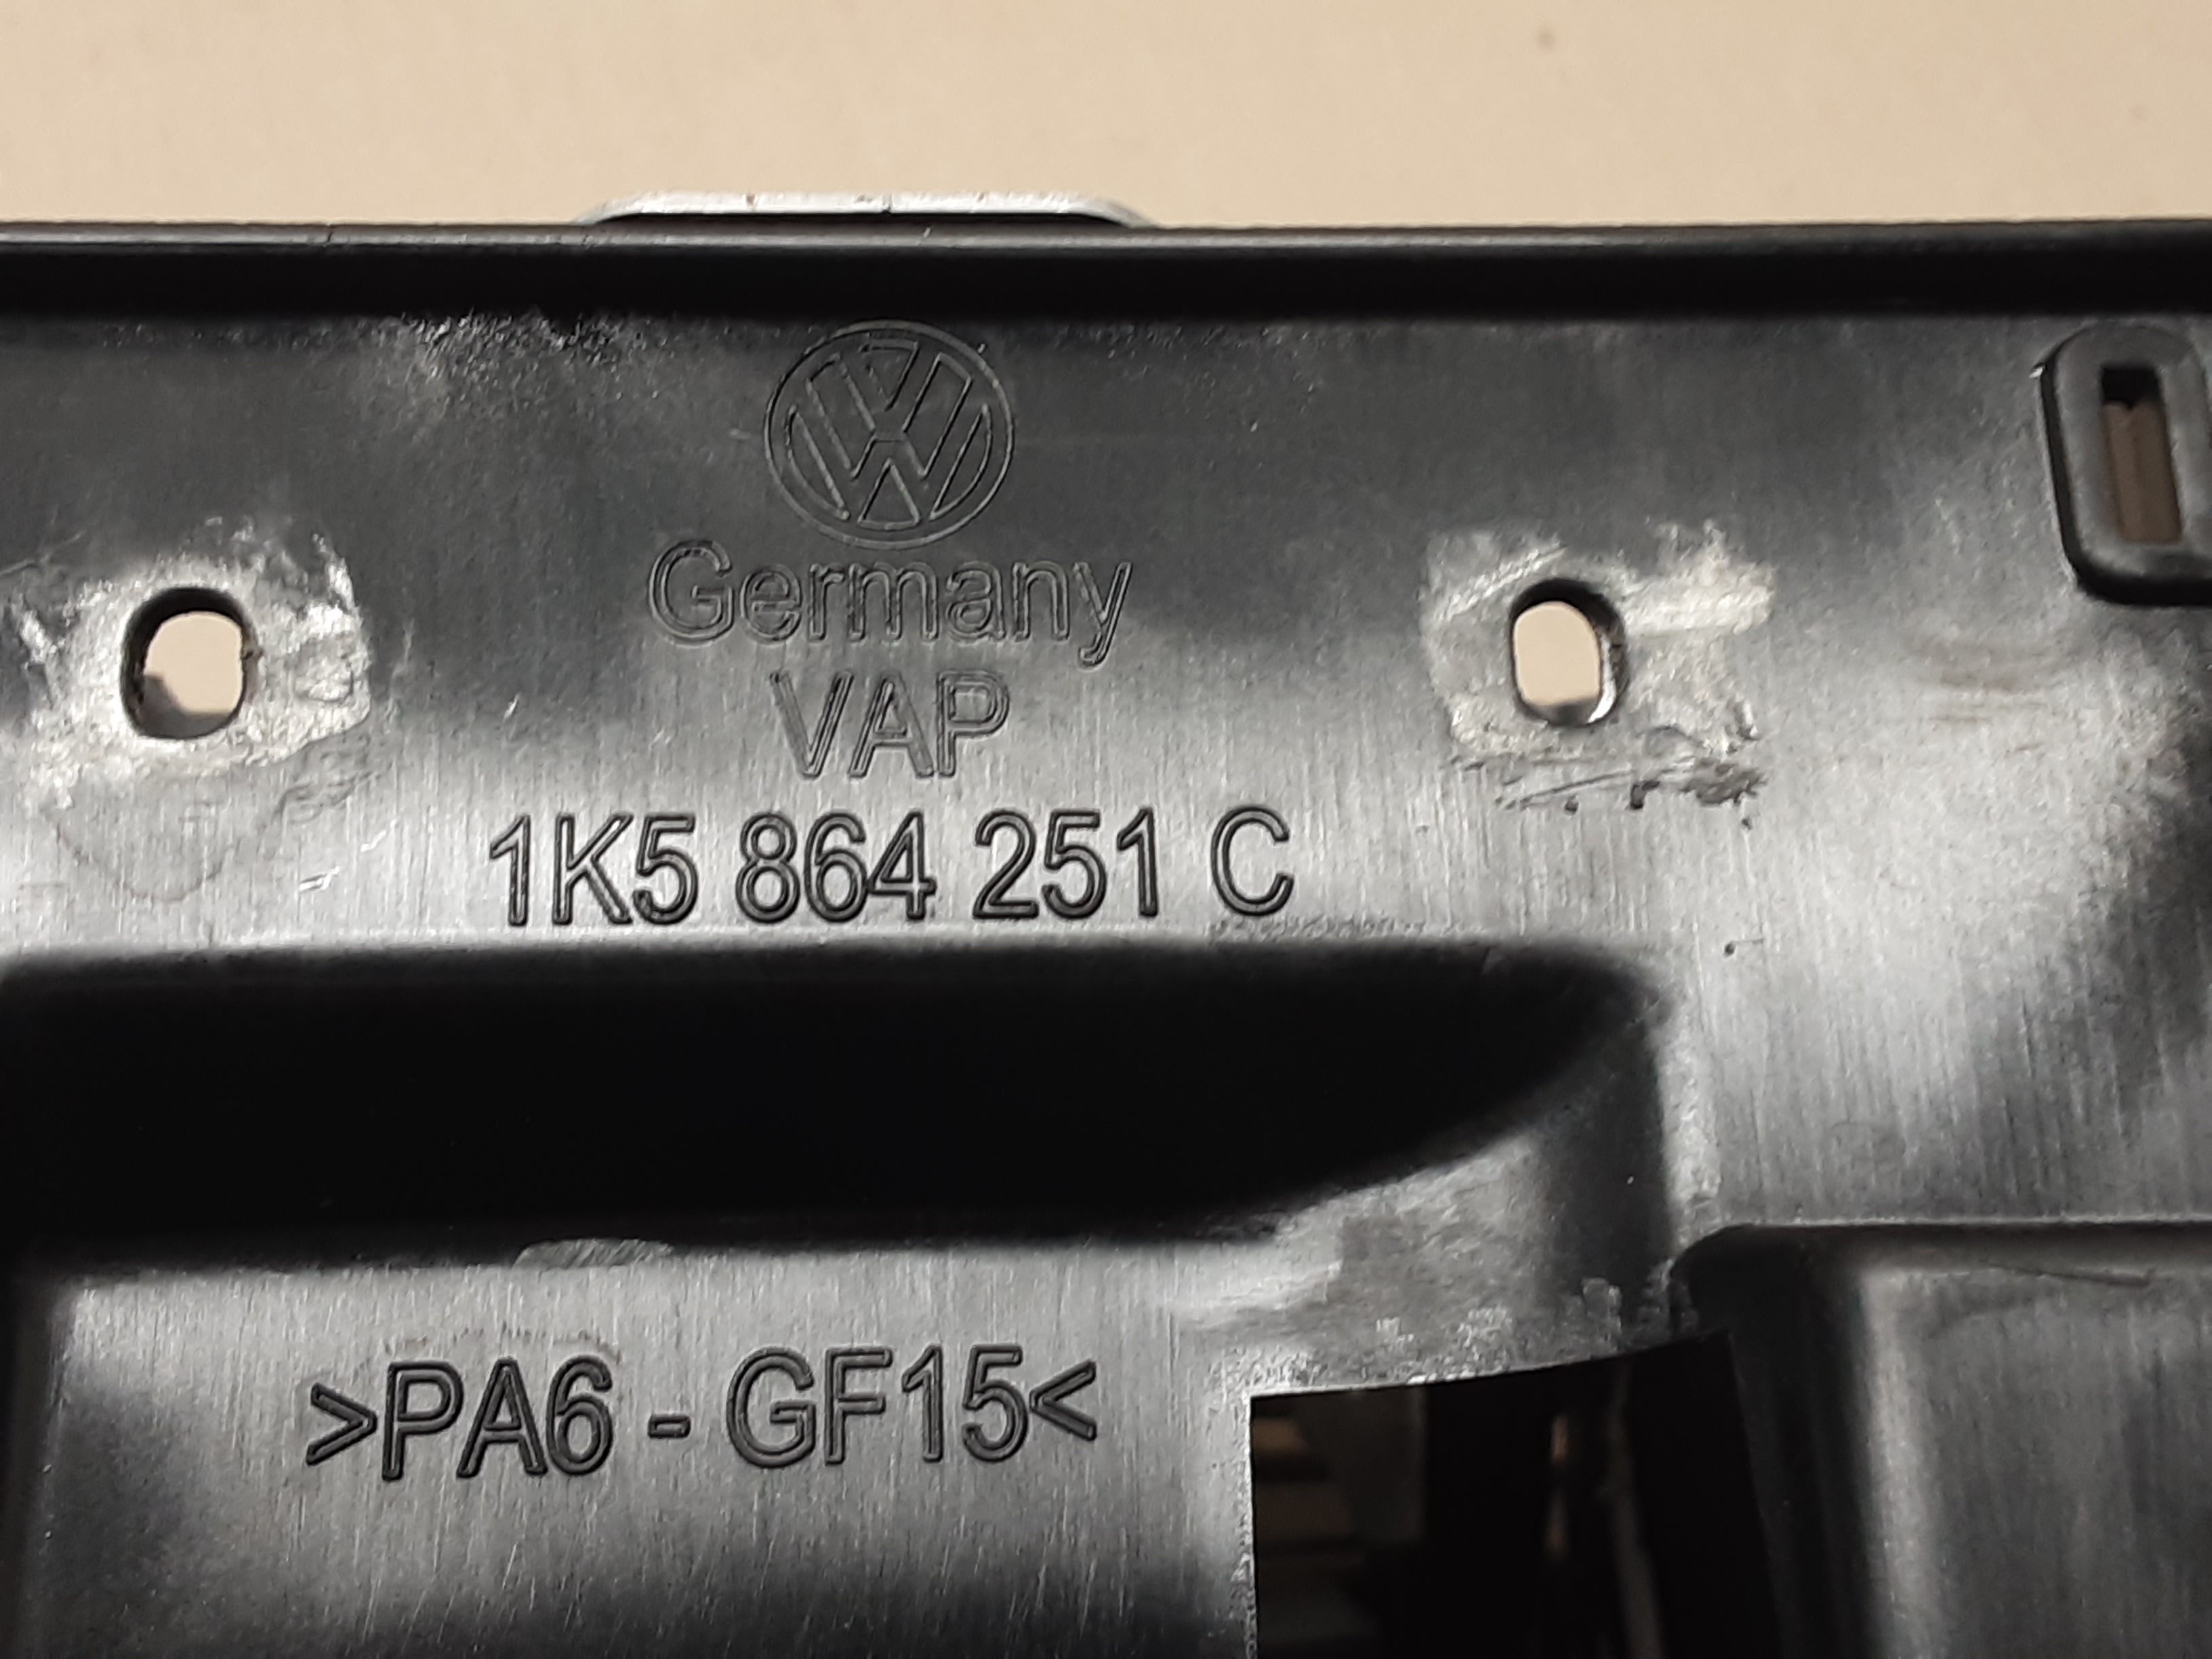 Germany
VAP
1K5 864 251 C
>PA6 - GF15<